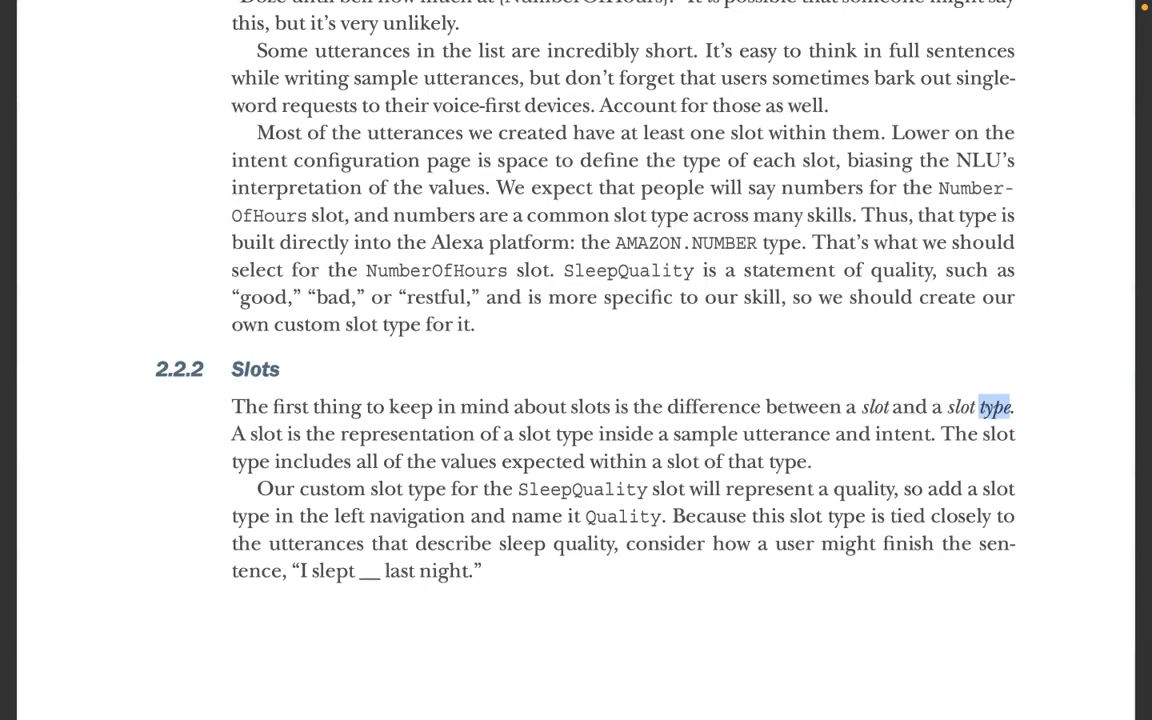 this, but it’s very unlikely.
Some utterances in the list are incredibly short. It’s easy to think in full sentences
while writing sample utterances, but don’t forget that users sometimes bark out single-
word requests to their voice-first devices. Account for those as well.
Most of the utterances we created have at least one slot within them. Lower on the
intent configuration page is space to define the type of each slot, biasing the NLU’s
interpretation of the values. We expect that people will say numbers for the Number-
OfHours slot, and numbers are a common slot type across many skills. Thus, that type is
built directly into the Alexa platform: the AMAZON.NUMBER type. That’s what we should
select for the NumberOfHours slot. SleepQuality is a statement of quality, such as
“good,” “bad,” or “restful,” and is more specific to our skill, so we should create our
own custom slot type for it.
2.2.2 Slots
The first thing to keep in mind about slots is the difference between a slot and a slot type.
A slot is the representation of a slot type inside a sample utterance and intent. The slot
type includes all of the values expected within a slot of that type.
Our custom slot type for the SleepQuality slot will represent a quality, so add a slot
type in the left navigation and name it Quality. Because this slot type is tied closely to
the utterances that describe sleep quality, consider how a user might finish the sen-
tence, “I slept __ last night.”